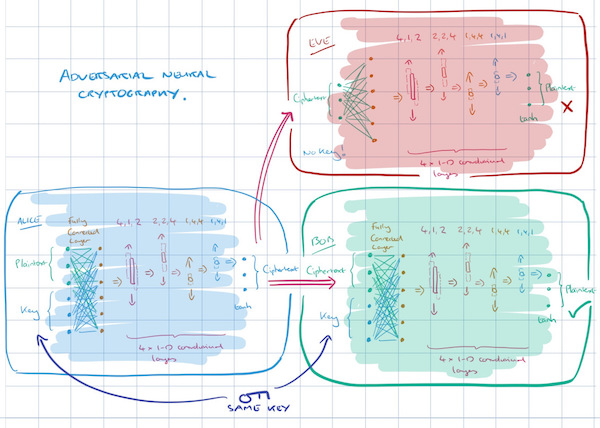 ADVERSARIAL NEURAL
CRYPTOGRAPHY.
EVE
4,1,2 2,2,4 1,4,4 1,4,1
Ciphertext
Plaintext
tanh
No Key!
4 x 1-D convolutional
layers
ALICE
Fully
Connected
Layer
4,1,2 2,2,4 1,4,4 1,4,1
Plaintext
Key
Ciphertext
tanh
4 x 1-D convolutional
layers
BOB
Fully
Connected
Layer
4,1,2 2,2,4 1,4,4 1,4,1
Ciphertext
Key
Plaintext
tanh
4 x 1-D convolutional
layers
SAME KEY